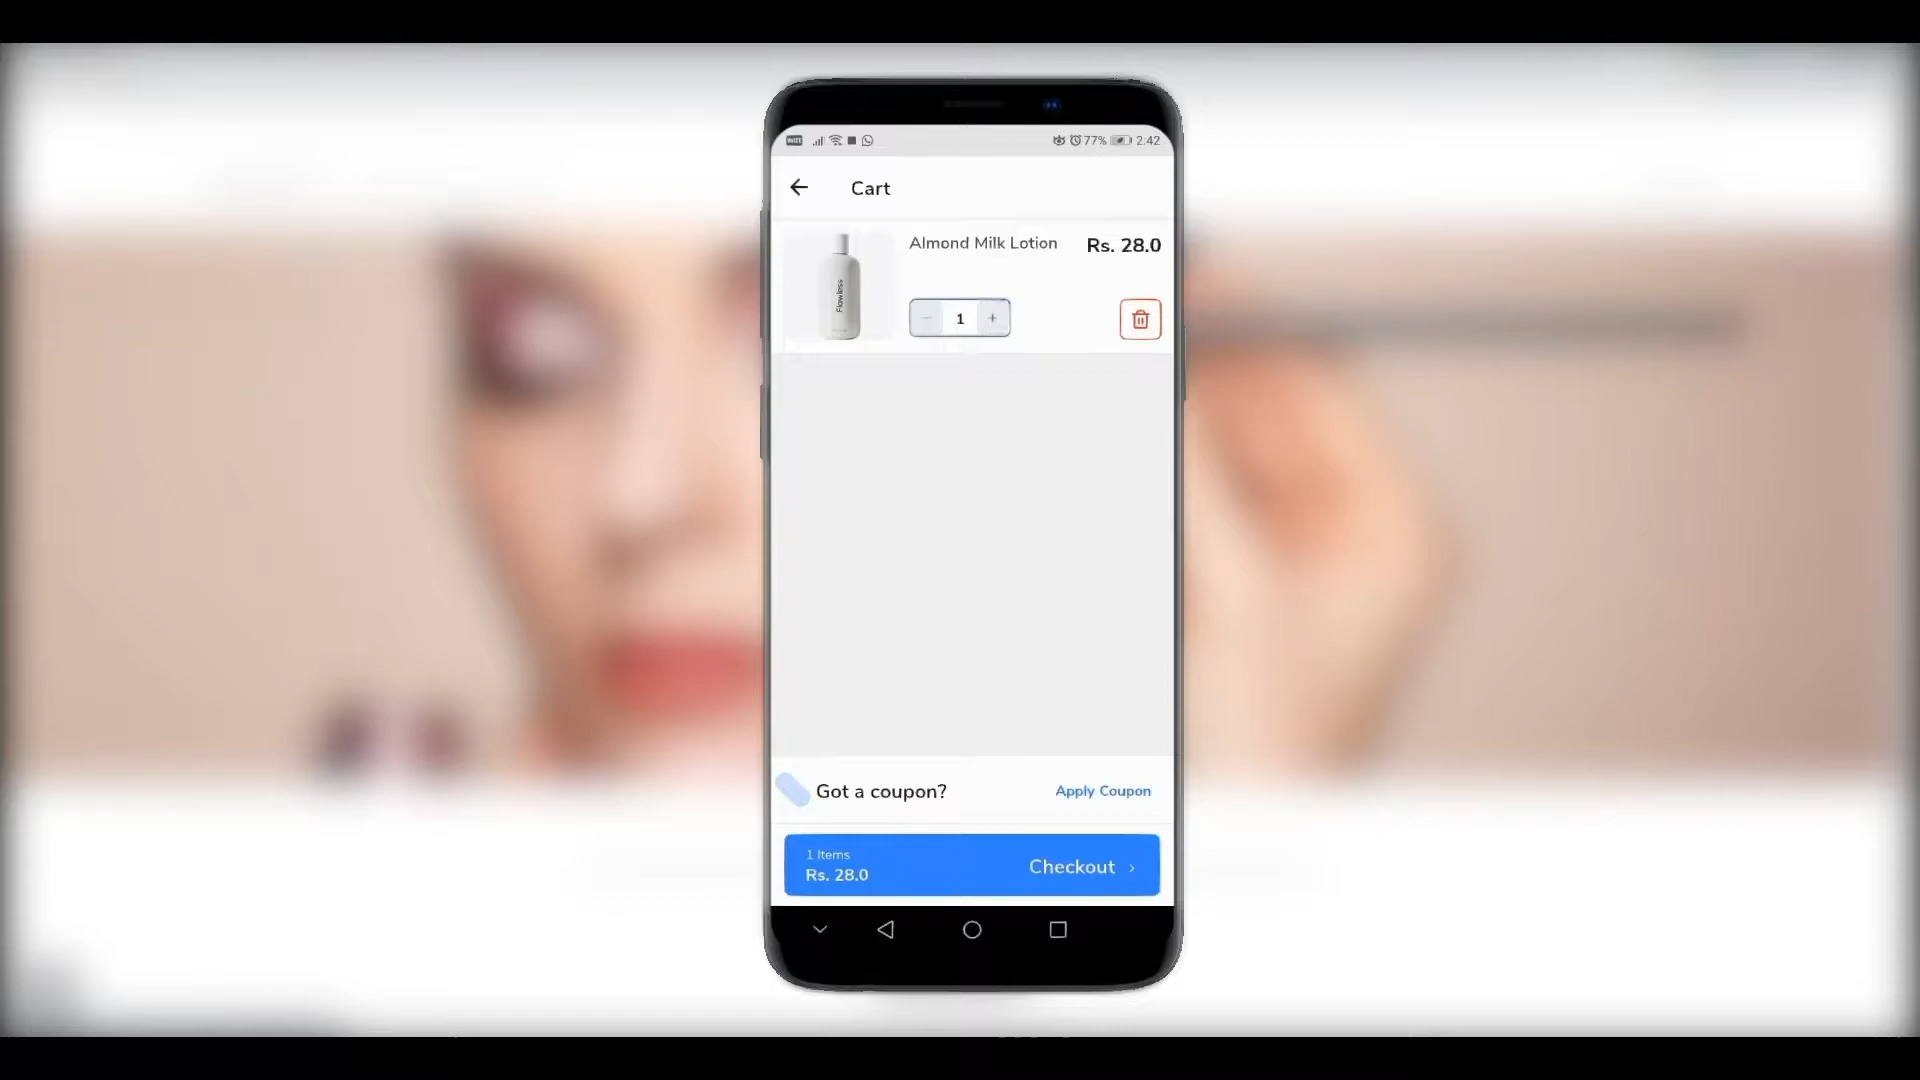 77% 2:42
Cart
Almond Milk Lotion
Rs. 28.0
Flawless
1
Got a coupon?
Apply Coupon
1 Items
Rs. 28.0
Checkout